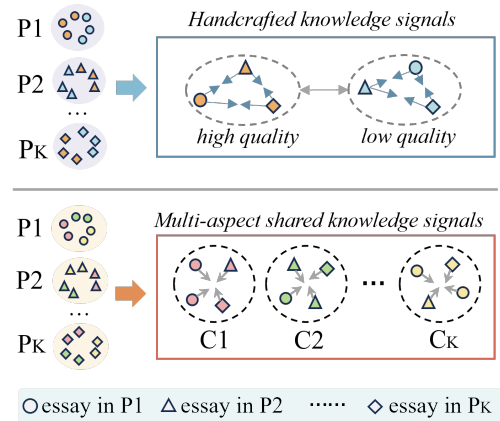 P1
Handcrafted knowledge signals
P2
...
PK
high quality
low quality
P1
Multi-aspect shared knowledge signals
P2
...
PK
...
C1
C2
CK
essay in P1
essay in P2
......
essay in PK